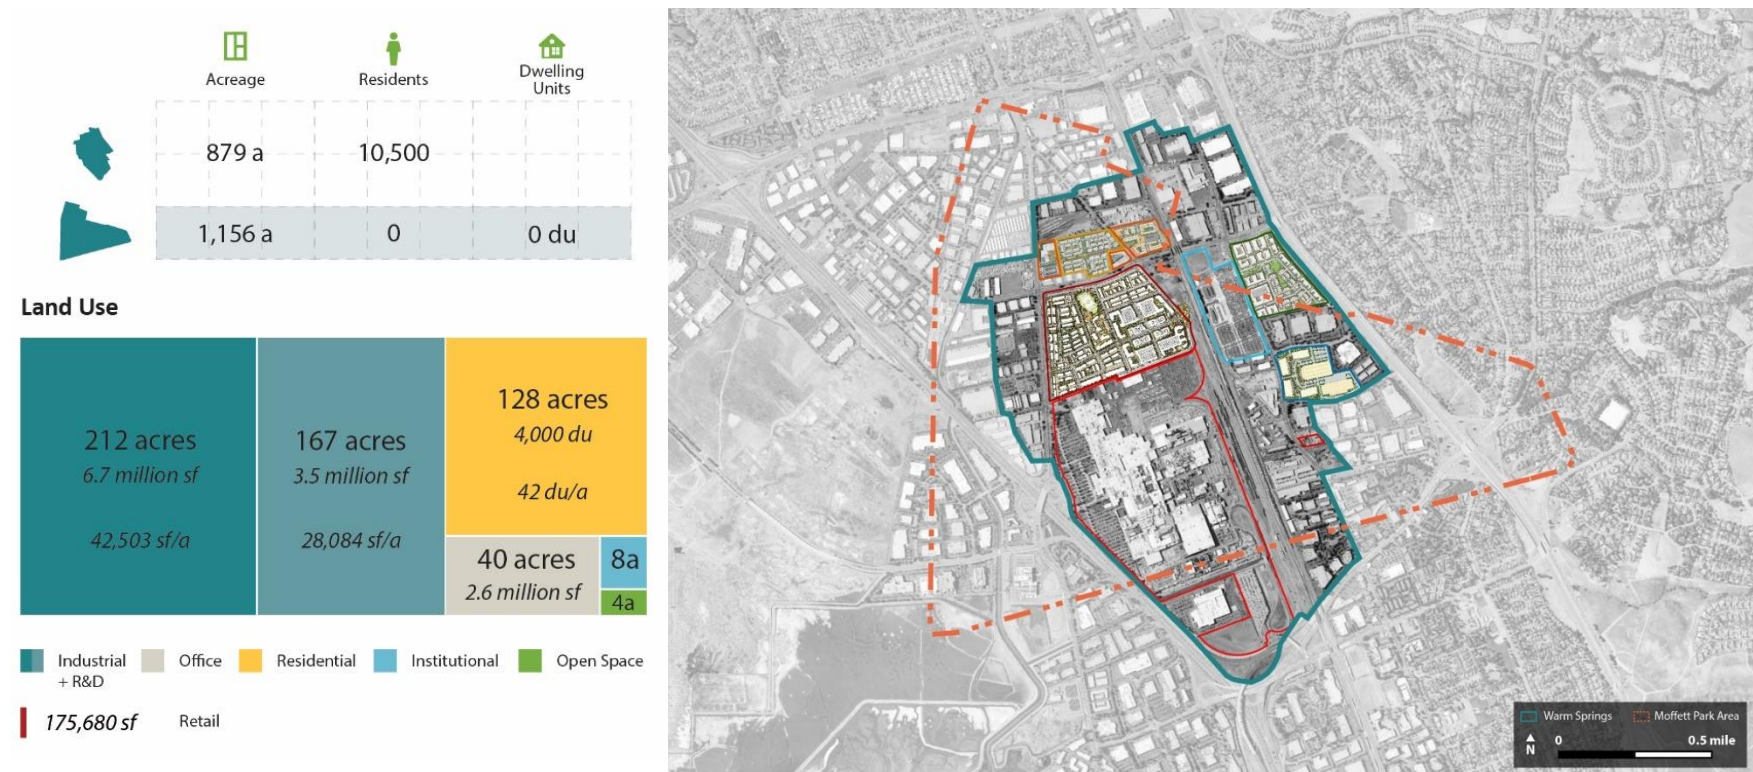 Acreage
Residents
Dwelling
Units
879 a
10,500
1,156 a
0
0 du
Land Use
212 acres
6.7 million sf
42,503 sf/a
167 acres
3.5 million sf
28,084 sf/a
128 acres
4,000 du
42 du/a
40 acres
2.6 million sf
8a
4a
Industrial
+ R&D
Office
Residential
Institutional
Open Space
175,680 sf
Retail
Warm Springs
Moffett Park Area
N
0
0.5 mile